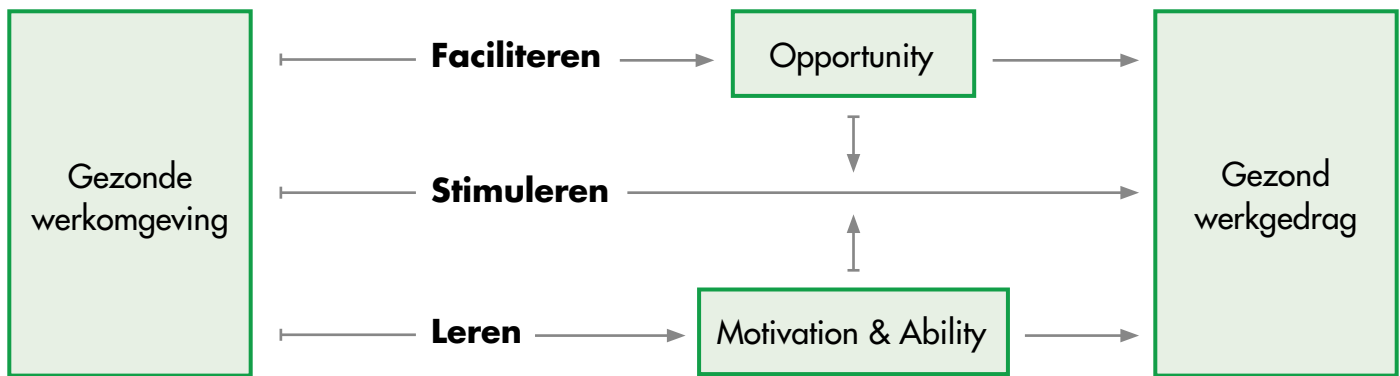 Faciliteren
Opportunity
Gezonde
werkomgeving
Stimuleren
Gezond
werkgedrag
Leren
Motivation & Ability